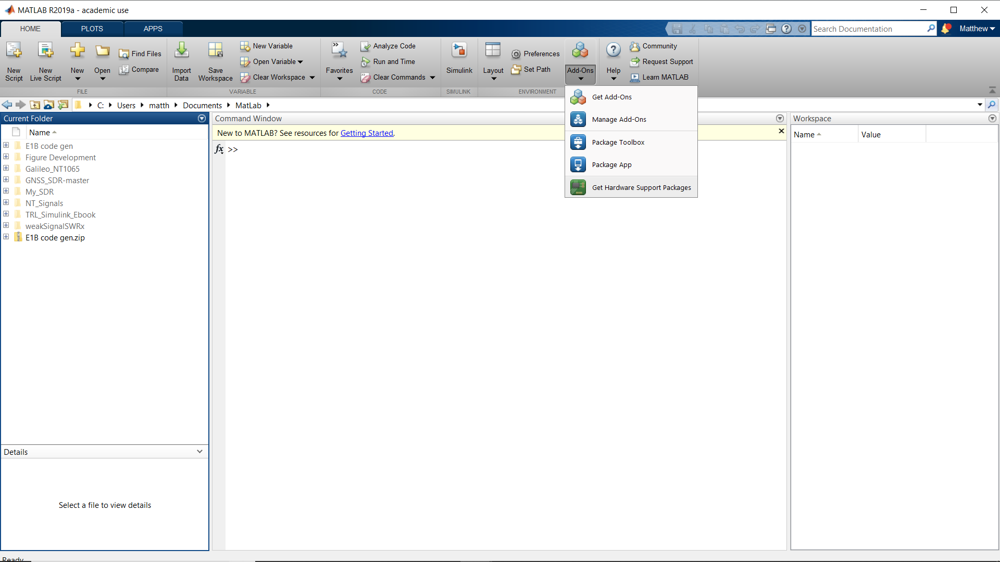 MATLAB R2019a - academic use
HOME PLOTS APPS
Search Documentation
Matthew
New Script
New Live Script
New
Open
Find Files
Compare
Import Data
Save Workspace
New Variable
Open Variable
Clear Workspace
Favorites
Analyze Code
Run and Time
Clear Commands
Simulink
Layout
Preferences
Set Path
Add-Ons
Help
Community
Request Support
Learn MATLAB
FILE VARIABLE CODE SIMULINK ENVIRONMENT
C: Users matth Documents MatLab
Get Add-Ons
Manage Add-Ons
Package Toolbox
Package App
Get Hardware Support Packages
Current Folder
Name
E1B code gen
Figure Development
Galileo_NT1065
GNSS_SDR-master
My_SDR
NT_Signals
TRL_Simulink_Ebook
weakSignalSWRx
E1B code gen.zip
Details
Select a file to view details
Command Window
New to MATLAB? See resources for Getting Started.
fx >>
Workspace
Name Value
Ready